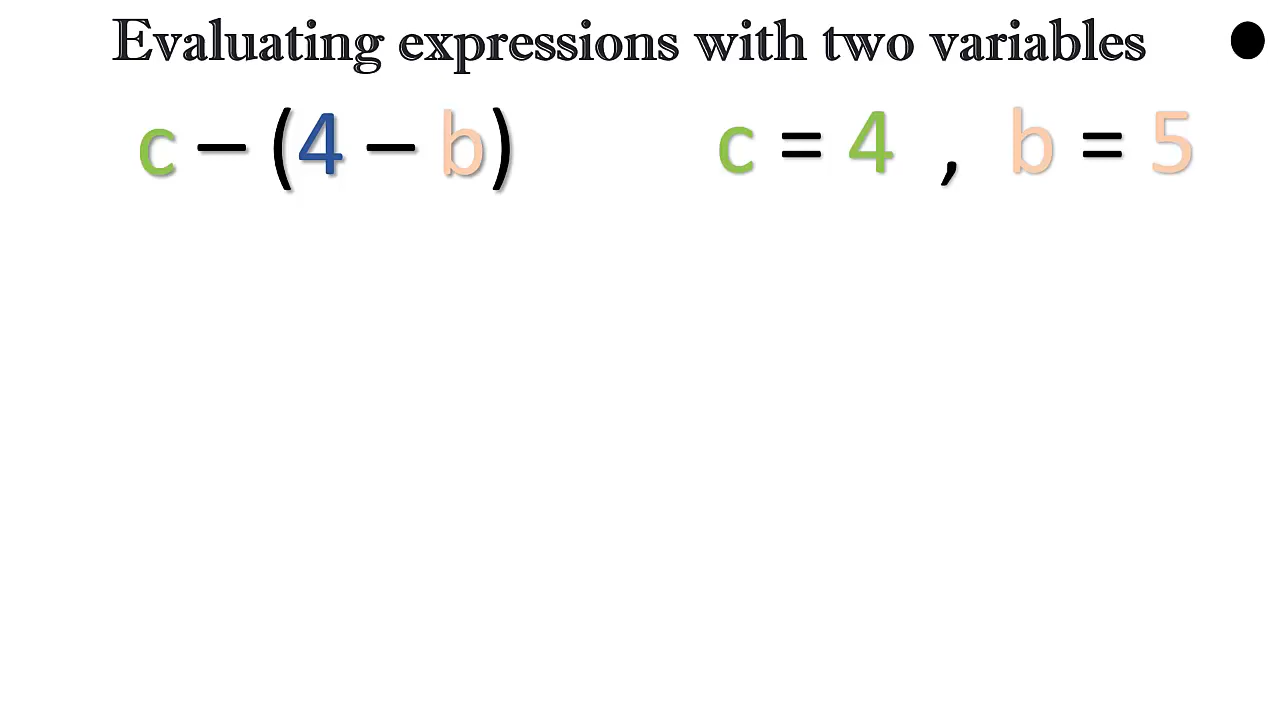 Evaluating expressions with two variables
c – (4 – b) c = 4 , b = 5